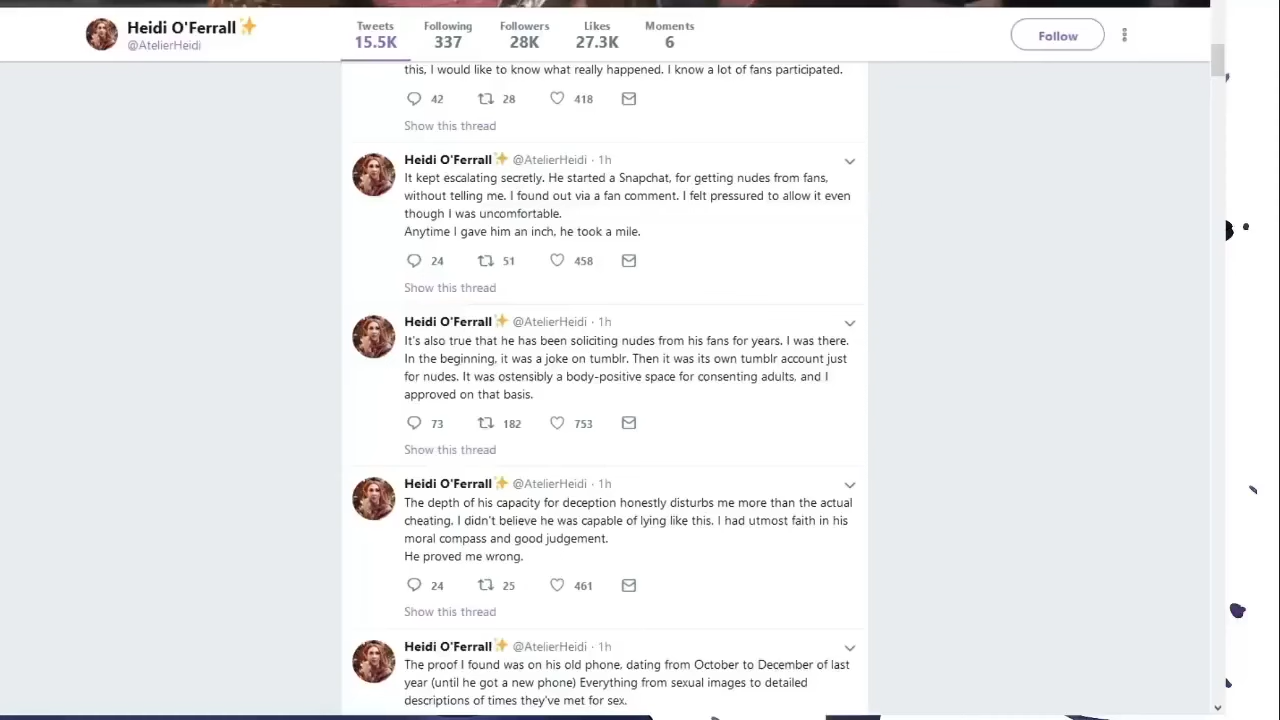 Heidi O'Ferrall✨
@AtelierHeidi
Tweets
15.5K
Following
337
Followers
28K
Likes
27.3K
Moments
6
Follow
this, I would like to know what really happened. I know a lot of fans participated.
42 28 418
Show this thread
Heidi O'Ferrall✨ @AtelierHeidi · 1h
It kept escalating secretly. He started a Snapchat, for getting nudes from fans,
without telling me. I found out via a fan comment. I felt pressured to allow it even
though I was uncomfortable.
Anytime I gave him an inch, he took a mile.
24 51 458
Show this thread
Heidi O'Ferrall✨ @AtelierHeidi · 1h
It's also true that he has been soliciting nudes from his fans for years. I was there.
In the beginning, it was a joke on tumblr. Then it was its own tumblr account just
for nudes. It was ostensibly a body-positive space for consenting adults, and I
approved on that basis.
73 182 753
Show this thread
Heidi O'Ferrall✨ @AtelierHeidi · 1h
The depth of his capacity for deception honestly disturbs me more than the actual
cheating. I didn't believe he was capable of lying like this. I had utmost faith in his
moral compass and good judgement.
He proved me wrong.
24 25 461
Show this thread
Heidi O'Ferrall✨ @AtelierHeidi · 1h
The proof I found was on his old phone, dating from October to December of last
year (until he got a new phone) Everything from sexual images to detailed
descriptions of times they've met for sex.